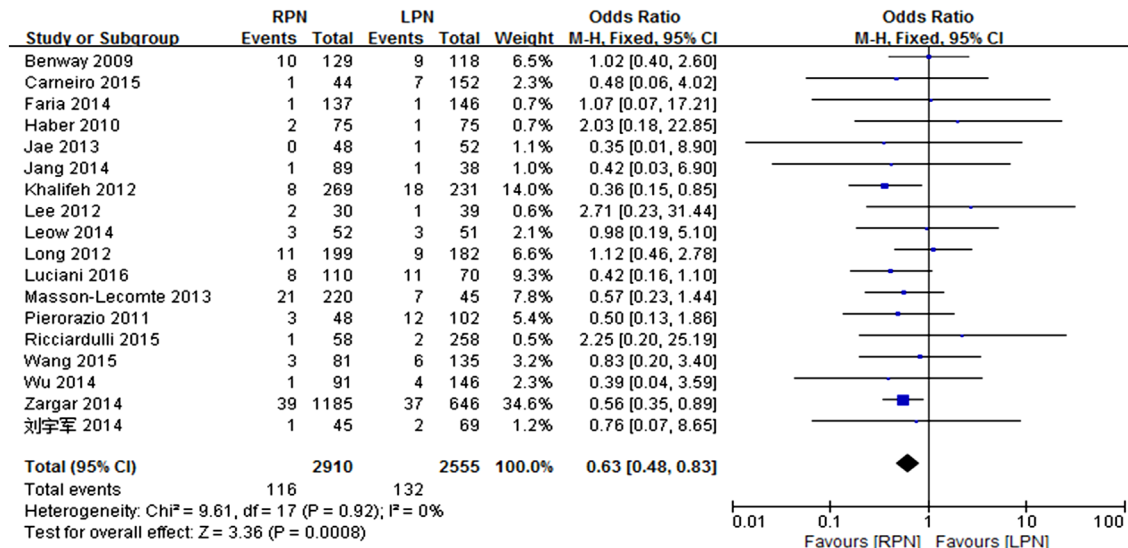 RPN LPN Odds Ratio Odds Ratio
Study or Subgroup Events Total Events Total Weight M-H, Fixed, 95% CI M-H, Fixed, 95% CI
Benway 2009 10 129 9 118 6.5% 1.02 [0.40, 2.60]
Carneiro 2015 1 44 7 152 2.3% 0.48 [0.06, 4.02]
Faria 2014 1 137 1 146 0.7% 1.07 [0.07, 17.21]
Haber 2010 2 75 1 75 0.7% 2.03 [0.18, 22.85]
Jae 2013 0 48 1 52 1.0% 0.35 [0.01, 8.90]
Jang 2014 1 89 1 38 1.0% 0.42 [0.03, 6.90]
Khalifeh 2012 8 269 18 231 14.0% 0.36 [0.15, 0.85]
Lee 2012 2 30 1 39 0.6% 2.71 [0.23, 31.44]
Leow 2014 3 52 3 51 2.1% 0.98 [0.19, 5.10]
Long 2012 11 199 9 182 6.6% 1.12 [0.46, 2.78]
Luciani 2016 8 110 11 70 9.3% 0.42 [0.16, 1.10]
Masson-Lecomte 2013 21 220 7 45 7.8% 0.57 [0.23, 1.44]
Pierorazio 2011 3 48 12 102 5.4% 0.50 [0.13, 1.86]
Ricciardulli 2015 1 58 2 258 0.5% 2.25 [0.20, 25.19]
Wang 2015 3 81 6 135 3.2% 0.83 [0.20, 3.40]
Wu 2014 1 91 4 146 2.3% 0.39 [0.04, 3.59]
Zargar 2014 39 1185 37 646 34.6% 0.56 [0.35, 0.89]
刘宇军 2014 1 45 2 69 1.2% 0.76 [0.07, 8.65]
Total (95% CI) 2910 2555 100.0% 0.63 [0.48, 0.83]
Total events 116 132
Heterogeneity: Chi² = 9.61, df = 17 (P = 0.92); I² = 0%
Test for overall effect: Z = 3.36 (P = 0.0008)
0.01 0.1 1 10 100
Favours [RPN] Favours [LPN]